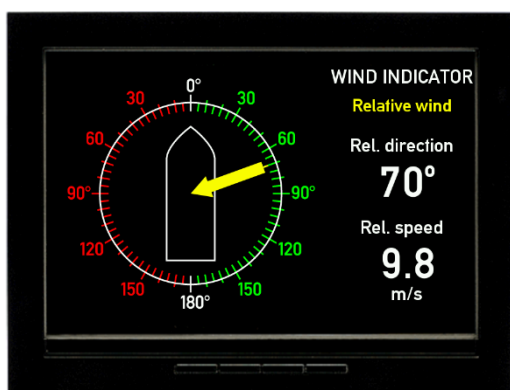 WIND INDICATOR
Relative wind
Rel. direction
70°
Rel. speed
9.8
m/s
0°
30
30
60
60
90°
90°
120
120
150
150
180°